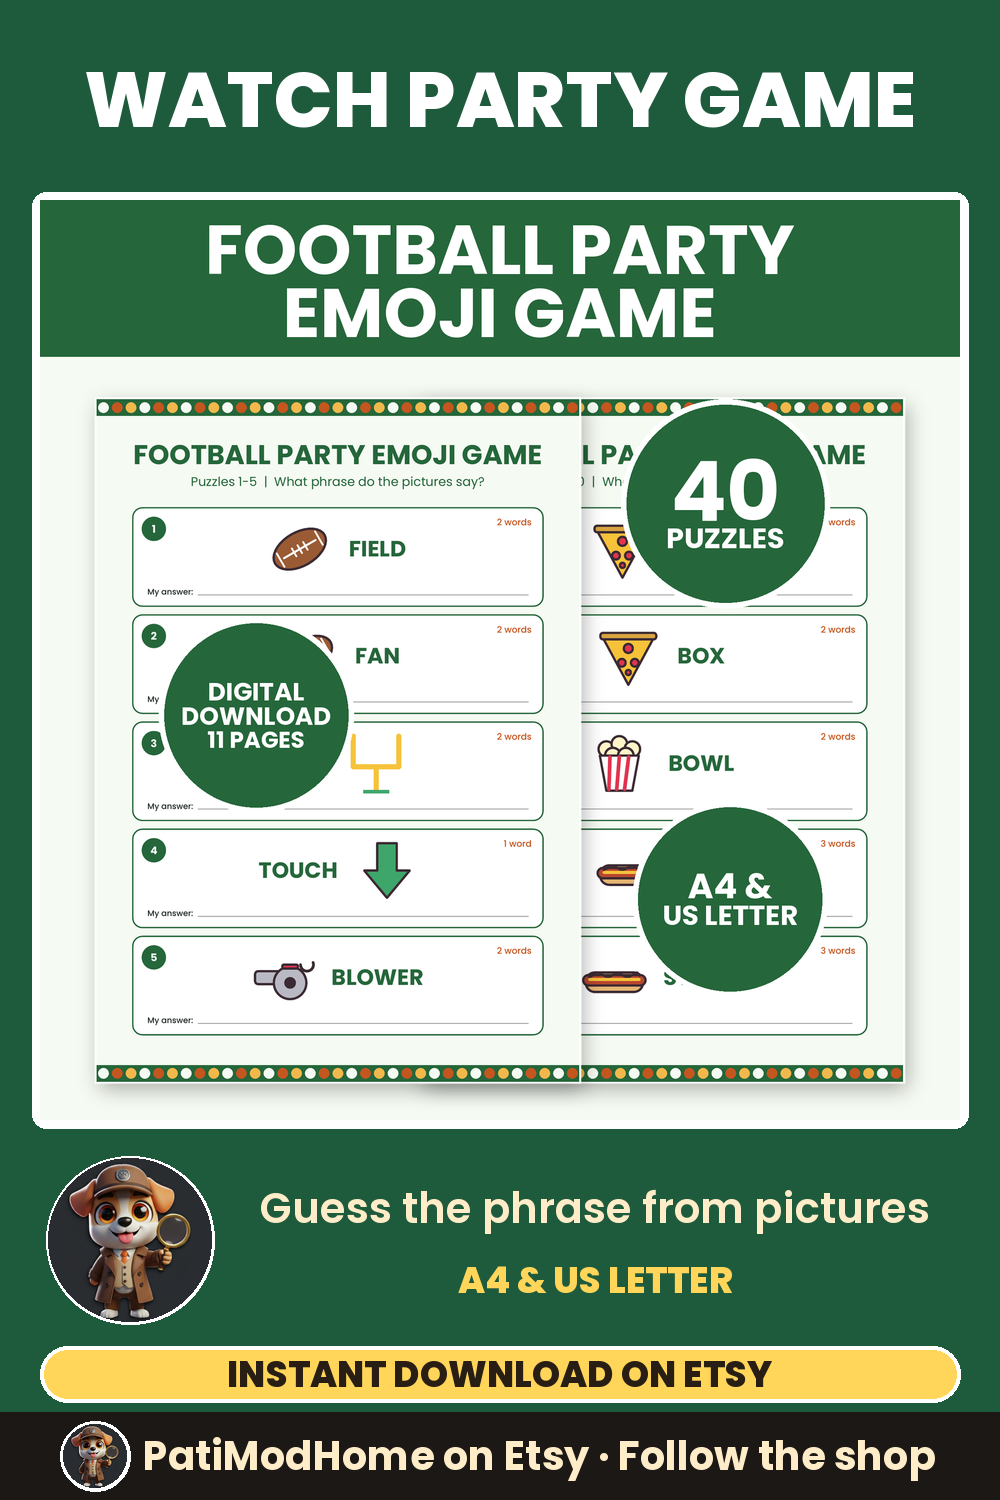 WATCH PARTY GAME
FOOTBALL PARTY
EMOJI GAME
FOOTBALL PARTY EMOJI GAME
Puzzles 1-5 | What phrase do the pictures say?
1
2 words
FIELD
My answer:
2
2 words
FAN
My
3
2 words
My answer:
4
1 word
TOUCH
My answer:
5
2 words
BLOWER
My answer:
DIGITAL
DOWNLOAD
11 PAGES
40
PUZZLES
words
2 words
BOX
2 words
BOWL
3 words
3 words
A4 &
US LETTER
Guess the phrase from pictures
A4 & US LETTER
INSTANT DOWNLOAD ON ETSY
PatiModHome on Etsy · Follow the shop